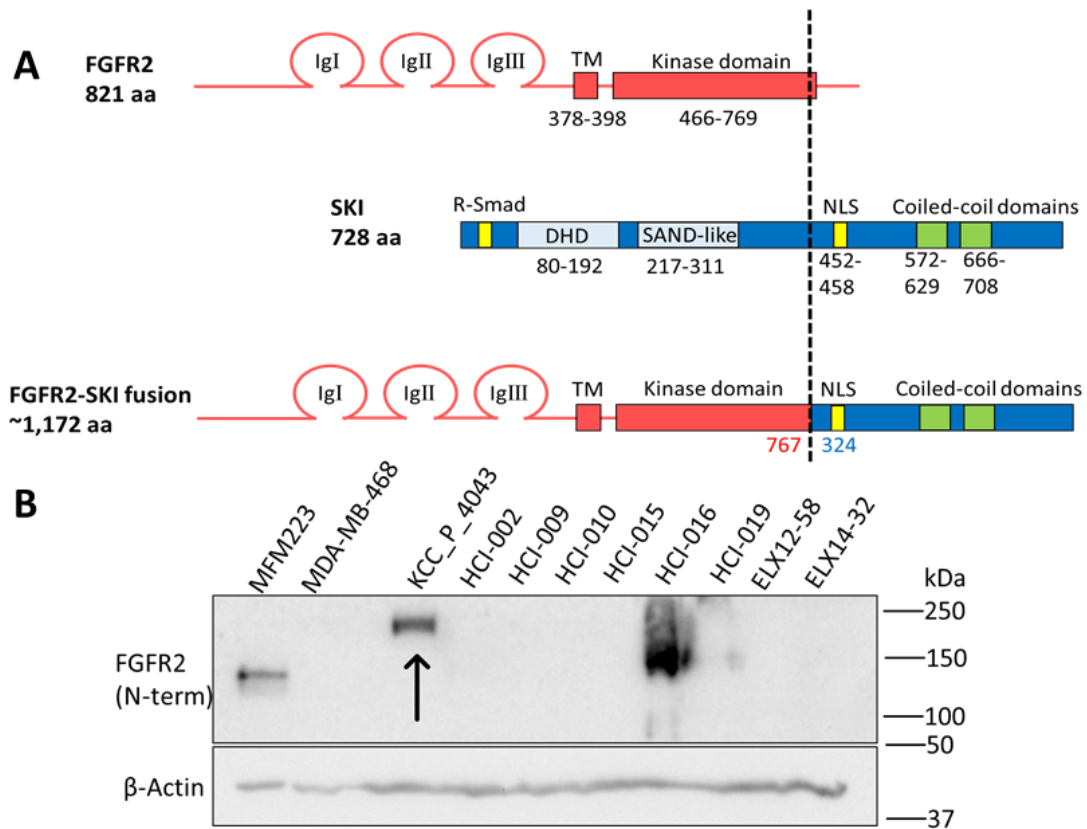 A
FGFR2
821 aa
IgI
IgII
IgIII
TM
Kinase domain
378-398
466-769
SKI
728 aa
R-Smad
DHD
SAND-like
NLS
Coiled-coil domains
80-192
217-311
452-
458
572-
629
666-
708
FGFR2-SKI fusion
~1,172 aa
IgI
IgII
IgIII
TM
Kinase domain
NLS
Coiled-coil domains
767
324
B
MFM223
MDA-MB-468
KCC_P_4043
HCI-002
HCI-009
HCI-010
HCI-015
HCI-016
HCI-019
ELX12-58
ELX14-32
kDa
FGFR2
(N-term)
250
150
100
50
β-Actin
37